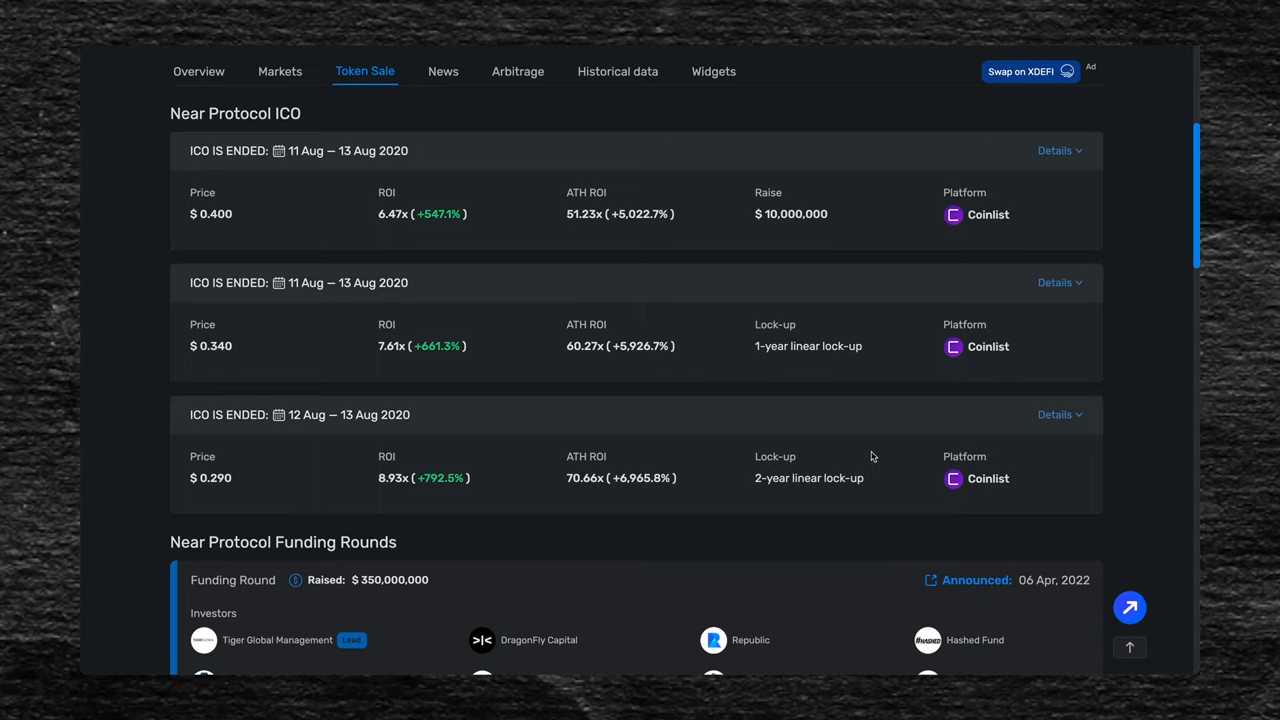 Overview Markets Token Sale News Arbitrage Historical data Widgets Swap on XDEFI Ad
Near Protocol ICO
ICO IS ENDED: 11 Aug — 13 Aug 2020 Details
Price ROI ATH ROI Raise Platform
$ 0.400 6.47x ( +547.1% ) 51.23x ( +5,022.7% ) $ 10,000,000 Coinlist
ICO IS ENDED: 11 Aug — 13 Aug 2020 Details
Price ROI ATH ROI Lock-up Platform
$ 0.340 7.61x ( +661.3% ) 60.27x ( +5,926.7% ) 1-year linear lock-up Coinlist
ICO IS ENDED: 12 Aug — 13 Aug 2020 Details
Price ROI ATH ROI Lock-up Platform
$ 0.290 8.93x ( +792.5% ) 70.66x ( +6,965.8% ) 2-year linear lock-up Coinlist
Near Protocol Funding Rounds
Funding Round Raised: $ 350,000,000 Announced: 06 Apr, 2022
Investors
Tiger Global Management Lead DragonFly Capital Republic #HASHED Hashed Fund